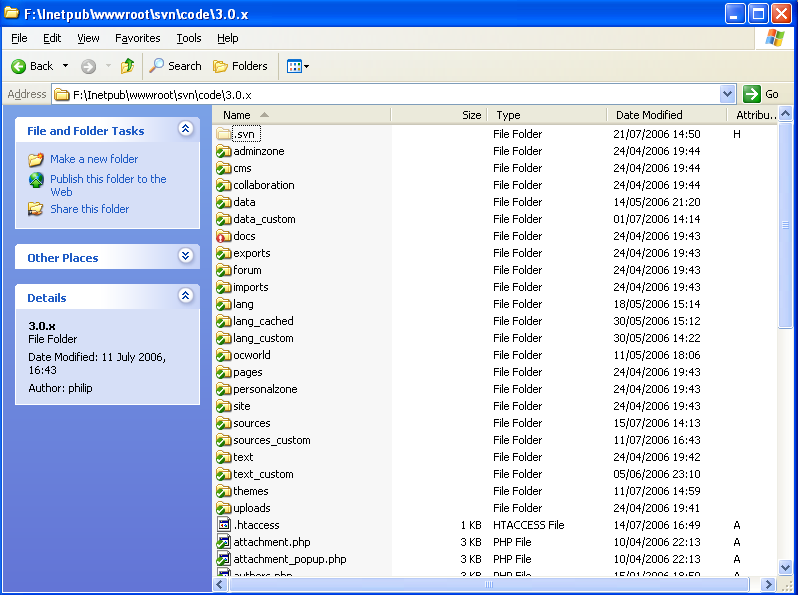 F:\Inetpub\wwwroot\svn\code\3.0.x
File Edit View Favorites Tools Help
Back Search Folders
Address F:\Inetpub\wwwroot\svn\code\3.0.x Go
File and Folder Tasks
Make a new folder
Publish this folder to the
Web
Share this folder
Other Places
Details
3.0.x
File Folder
Date Modified: 11 July 2006,
16:43
Author: philip
Name Size Type Date Modified Attribu...
.svn File Folder 21/07/2006 14:50 H
adminzone File Folder 24/04/2006 19:44
cms File Folder 24/04/2006 19:44
collaboration File Folder 24/04/2006 19:44
data File Folder 14/05/2006 21:20
data_custom File Folder 01/07/2006 14:14
docs File Folder 24/04/2006 19:43
exports File Folder 24/04/2006 19:43
forum File Folder 24/04/2006 19:43
imports File Folder 24/04/2006 19:43
lang File Folder 18/05/2006 15:14
lang_cached File Folder 30/05/2006 15:12
lang_custom File Folder 30/05/2006 14:22
ocworld File Folder 11/05/2006 18:06
pages File Folder 24/04/2006 19:43
personalzone File Folder 24/04/2006 19:43
site File Folder 24/04/2006 19:43
sources File Folder 15/07/2006 14:13
sources_custom File Folder 11/07/2006 16:43
text File Folder 24/04/2006 19:42
text_custom File Folder 05/06/2006 23:10
themes File Folder 11/07/2006 14:59
uploads File Folder 24/04/2006 19:41
.htaccess 1 KB HTACCESS File 14/07/2006 16:49 A
attachment.php 3 KB PHP File 10/04/2006 22:13 A
attachment_popup.php 3 KB PHP File 10/04/2006 22:13 A
authors.php 3 KB PHP File 15/01/2006 18:50 A